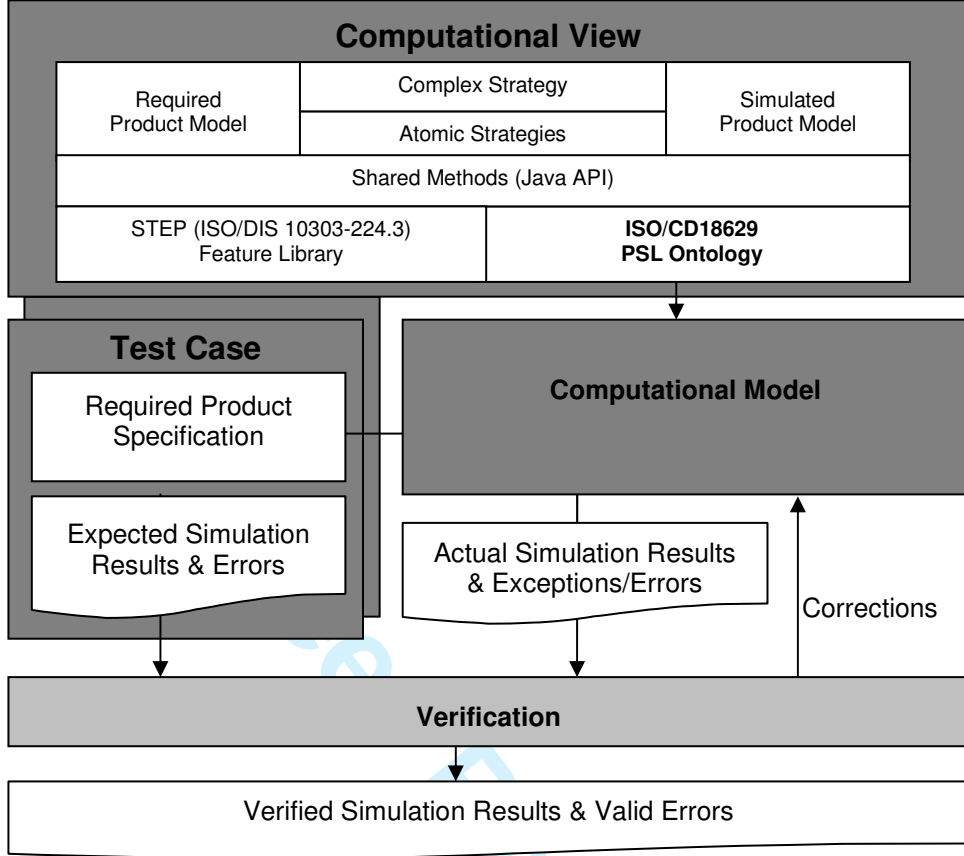 Computational View
Required
Product Model
Complex Strategy
Atomic Strategies
Simulated
Product Model
Shared Methods (Java API)
STEP (ISO/DIS 10303-224.3)
Feature Library
ISO/CD18629
PSL Ontology
Test Case
Required Product
Specification
Expected Simulation
Results & Errors
Computational Model
Actual Simulation Results
& Exceptions/Errors
Corrections
Verification
Verified Simulation Results & Valid Errors